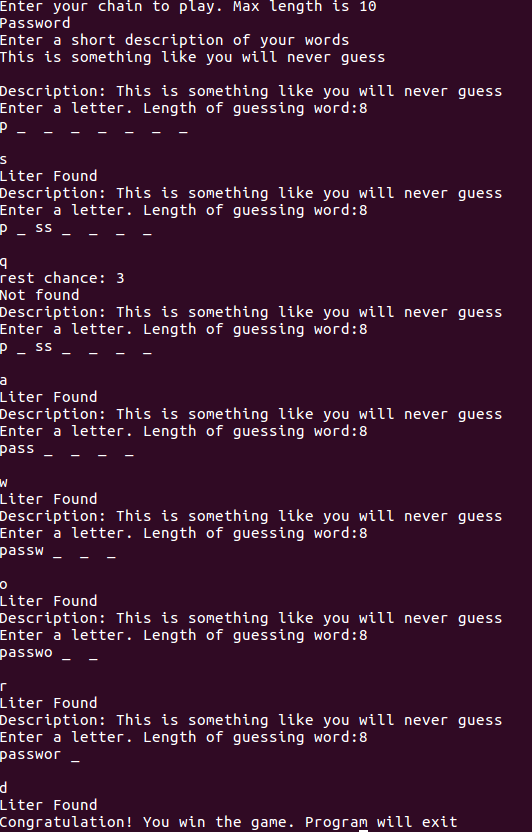 Enter your chain to play. Max length is 10
Password
Enter a short description of your words
This is something like you will never guess
Description: This is something like you will never guess
Enter a letter. Length of guessing word:8
p _  _  _  _  _  _  _
s
Liter Found
Description: This is something like you will never guess
Enter a letter. Length of guessing word:8
p _ ss _  _  _  _
q
rest chance: 3
Not found
Description: This is something like you will never guess
Enter a letter. Length of guessing word:8
p _ ss _  _  _  _
a
Liter Found
Description: This is something like you will never guess
Enter a letter. Length of guessing word:8
pass _  _  _  _
w
Liter Found
Description: This is something like you will never guess
Enter a letter. Length of guessing word:8
passw _  _  _
o
Liter Found
Description: This is something like you will never guess
Enter a letter. Length of guessing word:8
passwo _  _
r
Liter Found
Description: This is something like you will never guess
Enter a letter. Length of guessing word:8
passwor _
d
Liter Found
Congratulation! You win the game. Program will exit